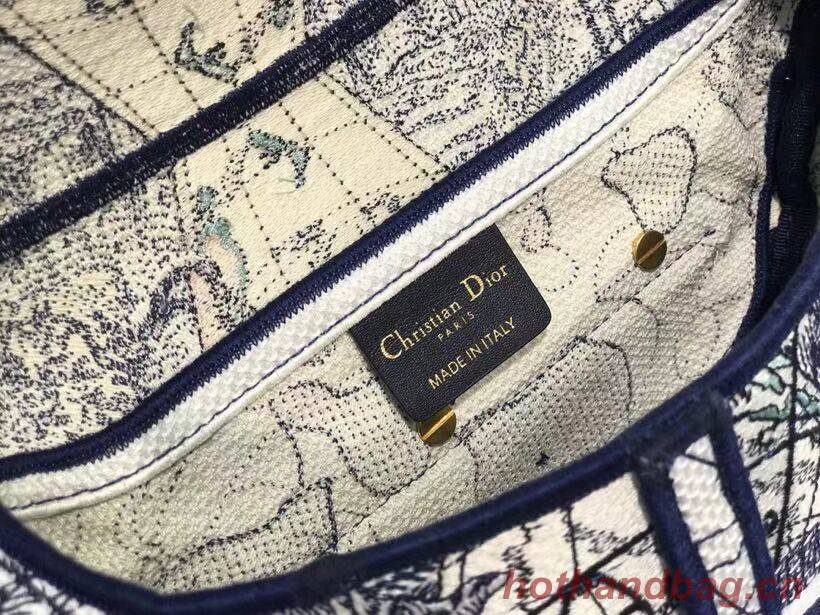 Christian Dior
PARIS
MADE IN ITALY
hothandbag.cn